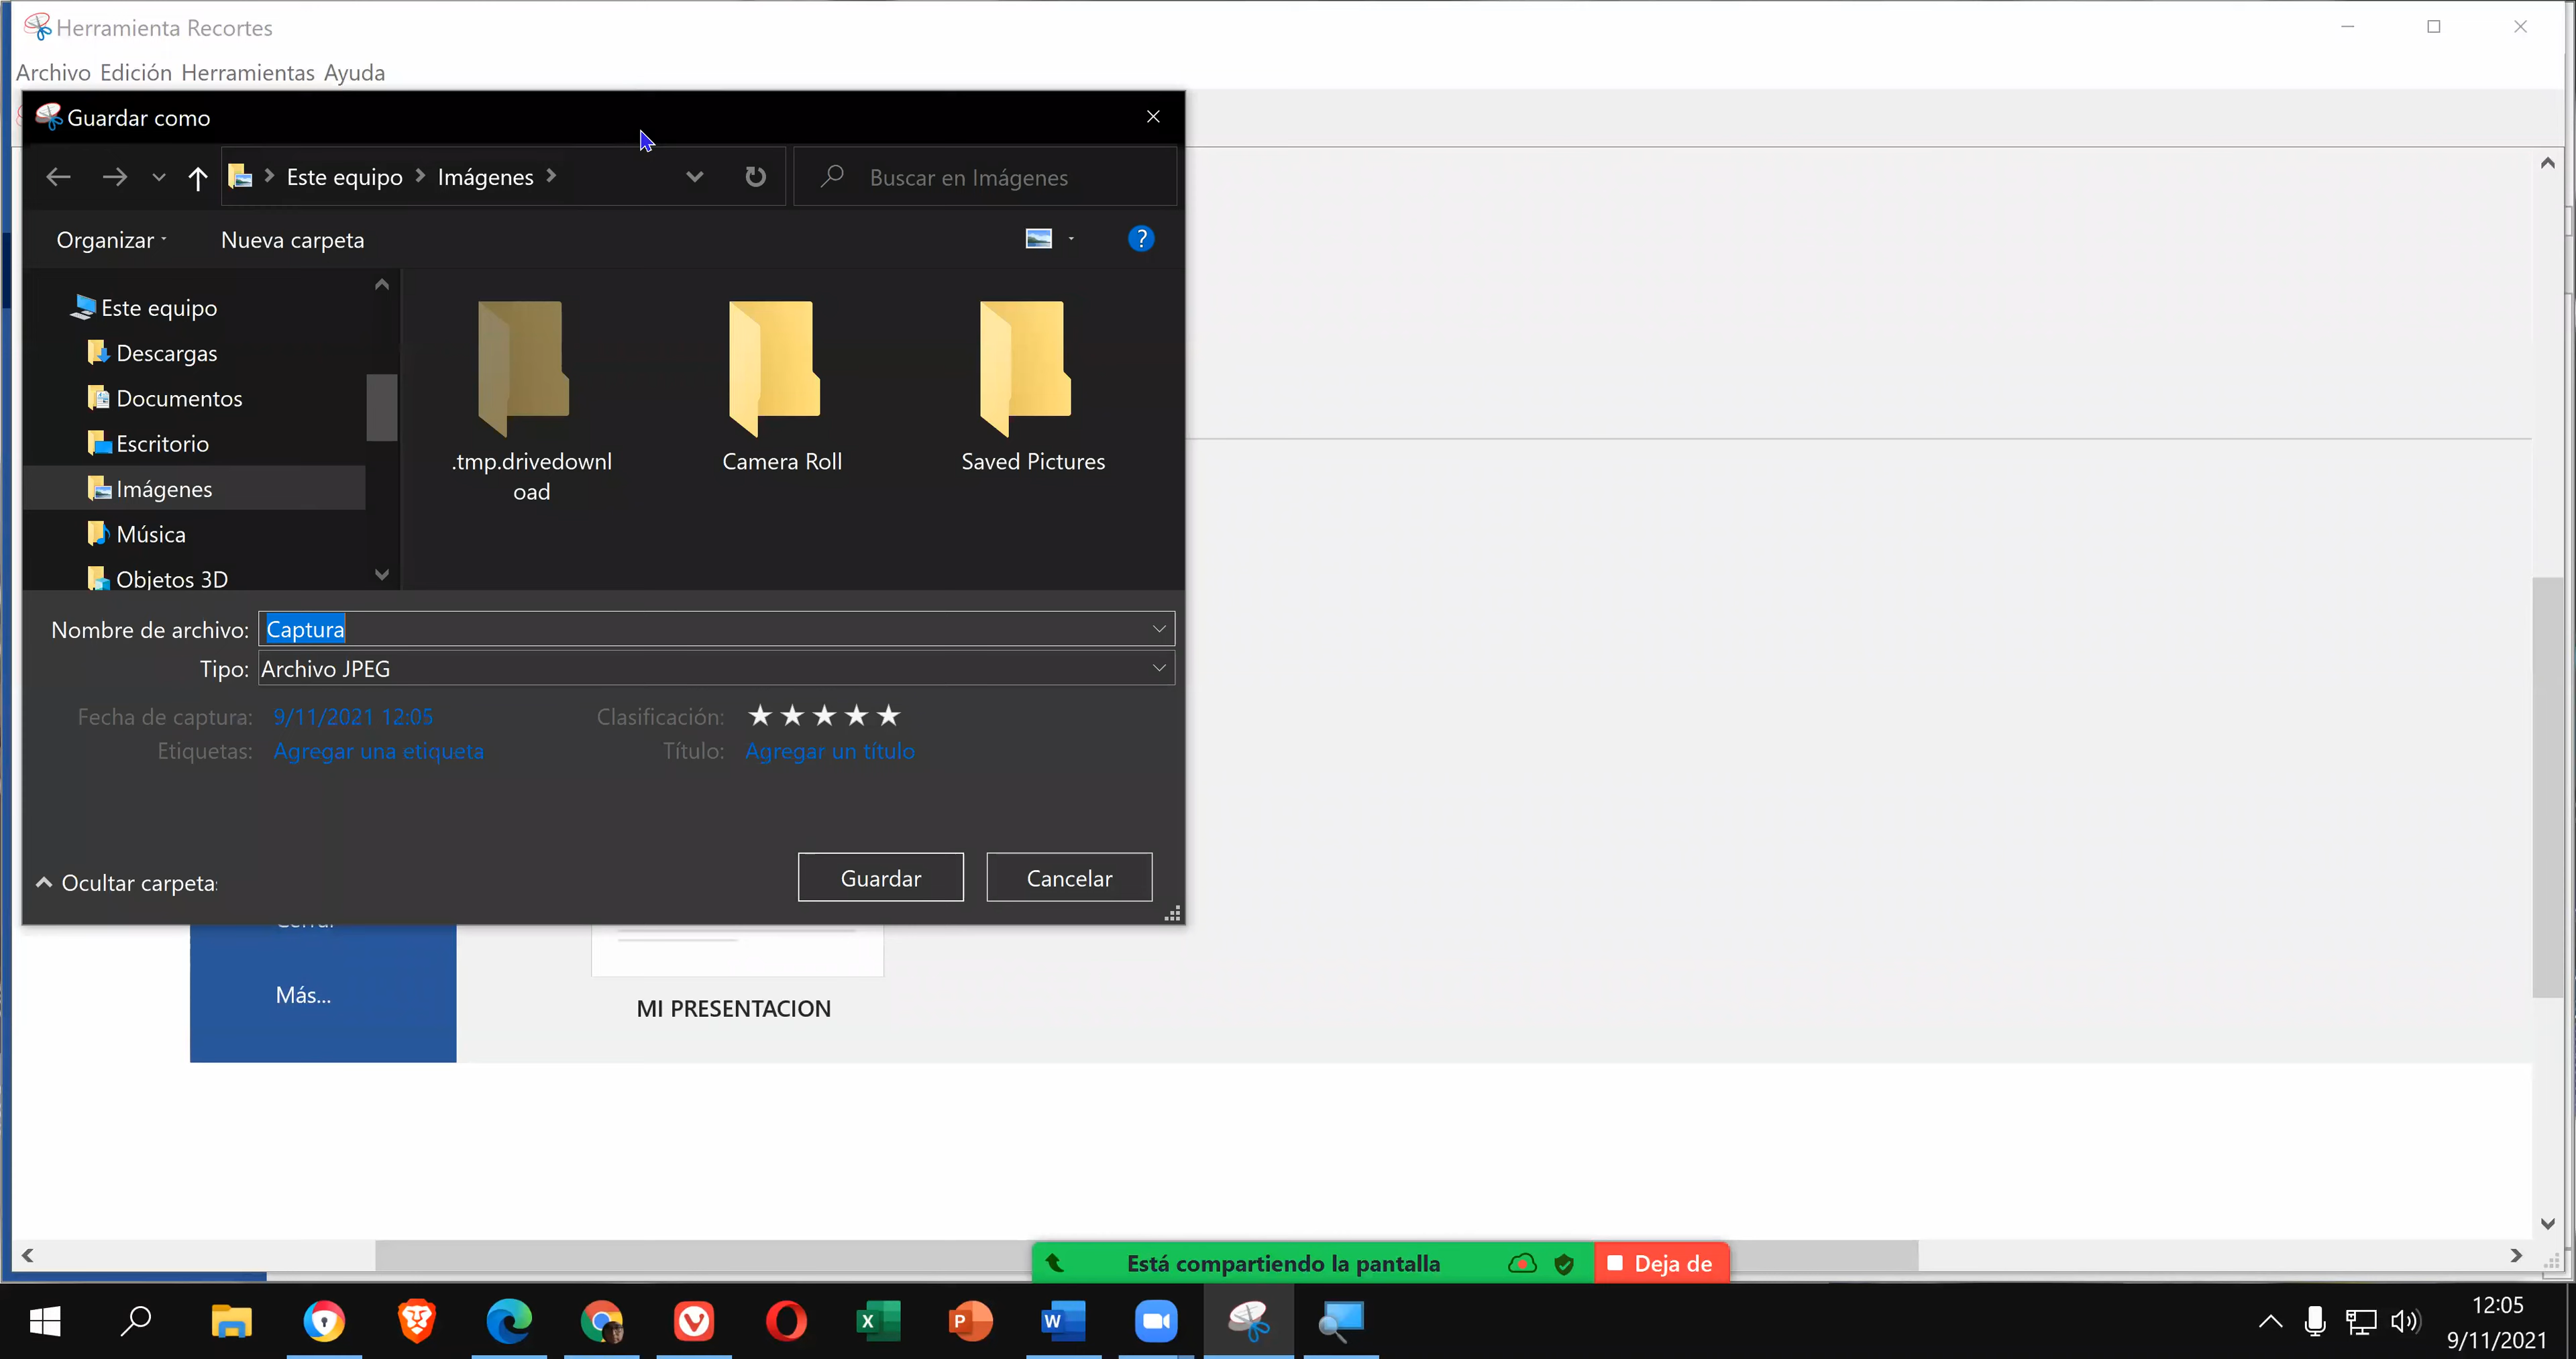 Herramienta Recortes
Archivo Edición Herramientas Ayuda
Guardar como
Este equipo Imágenes
Buscar en Imágenes
Organizar Nueva carpeta
Este equipo
Descargas
Documentos
Escritorio
Imágenes
Música
Objetos 3D
.tmp.drivedownl
oad
Camera Roll
Saved Pictures
Nombre de archivo: Captura
Tipo: Archivo JPEG
Fecha de captura: 9/11/2021 12:05
Clasificación:
Etiquetas: Agregar una etiqueta
Título: Agregar un título
Ocultar carpeta
Guardar
Cancelar
Más...
MI PRESENTACION
Está compartiendo la pantalla
Deja de
12:05
9/11/2021